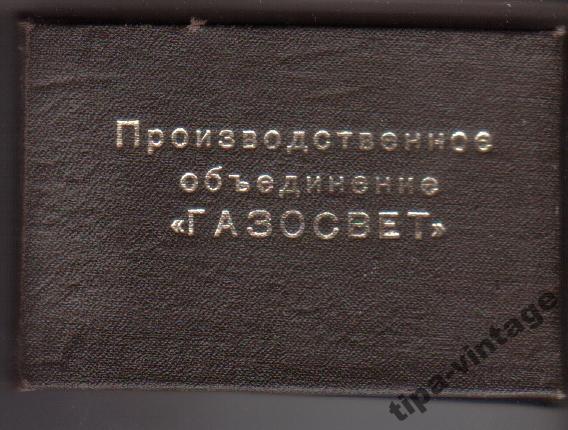 Производственное
объединение
«ГАЗОСВЕТ»
tipa-vintage